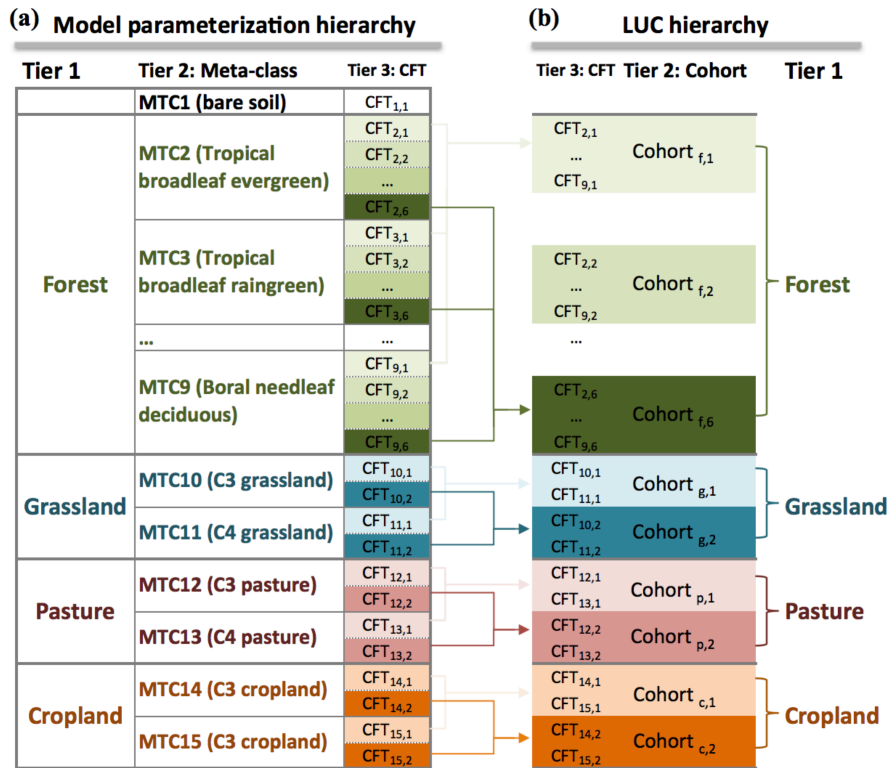 (a) Model parameterization hierarchy
Tier 1 Tier 2: Meta-class Tier 3: CFT
MTC1 (bare soil) CFT1,1
Forest
MTC2 (Tropical
broadleaf evergreen)
CFT2,1
CFT2,2
...
CFT2,6
MTC3 (Tropical
broadleaf raingreen)
CFT3,1
CFT3,2
...
CFT3,6
... ...
MTC9 (Boral needleaf
deciduous)
CFT9,1
CFT9,2
...
CFT9,6
Grassland
MTC10 (C3 grassland)
CFT10,1
CFT10,2
MTC11 (C4 grassland)
CFT11,1
CFT11,2
Pasture
MTC12 (C3 pasture)
CFT12,1
CFT12,2
MTC13 (C4 pasture)
CFT13,1
CFT13,2
Cropland
MTC14 (C3 cropland)
CFT14,1
CFT14,2
MTC15 (C3 cropland)
CFT15,1
CFT15,2
(b) LUC hierarchy
Tier 3: CFT Tier 2: Cohort Tier 1
CFT2,1
... Cohort f,1
CFT9,1
CFT2,2
... Cohort f,2
CFT9,2
...
CFT2,6
... Cohort f,6
CFT9,6
Forest
CFT10,1
CFT11,1
Cohort g,1
CFT10,2
CFT11,2
Cohort g,2
Grassland
CFT12,1
CFT13,1
Cohort p,1
CFT12,2
CFT13,2
Cohort p,2
Pasture
CFT14,1
CFT15,1
Cohort c,1
CFT14,2
CFT15,2
Cohort c,2
Cropland